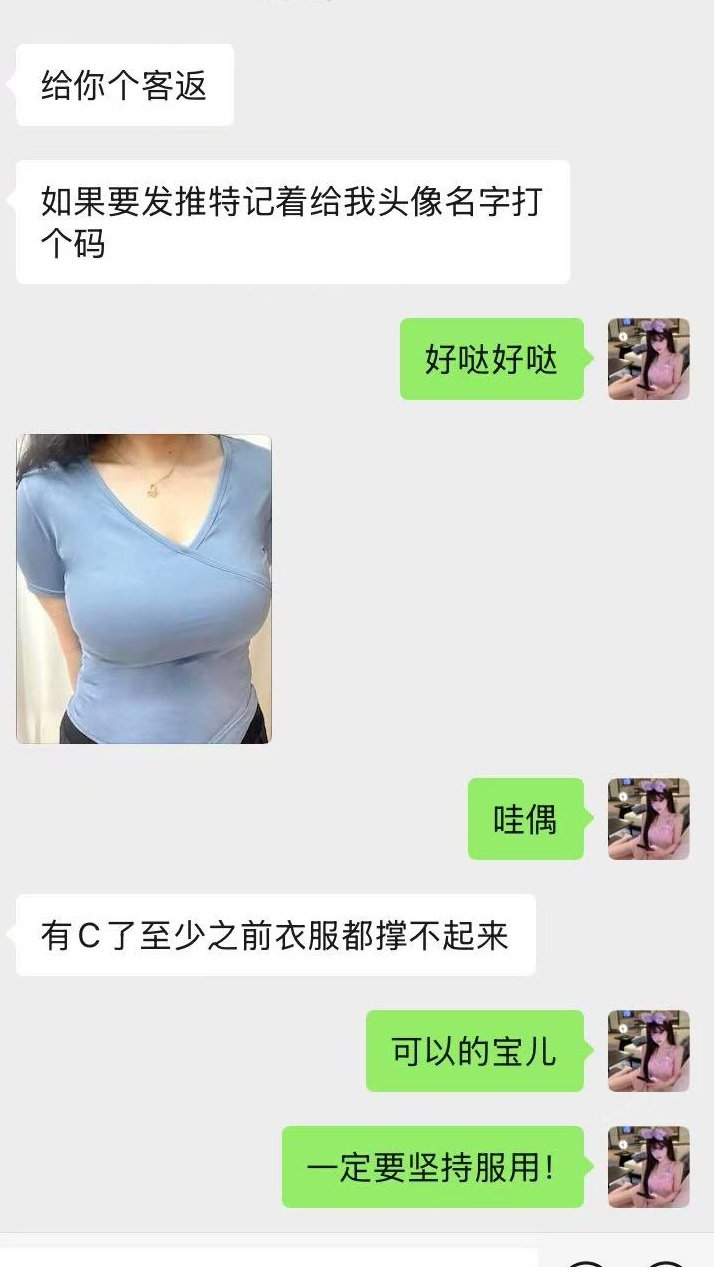 给你个客返
如果要发推特记着给我头像名字打
个码
好哒好哒
哇偶
有C了至少之前衣服都撑不起来
可以的宝儿
一定要坚持服用！